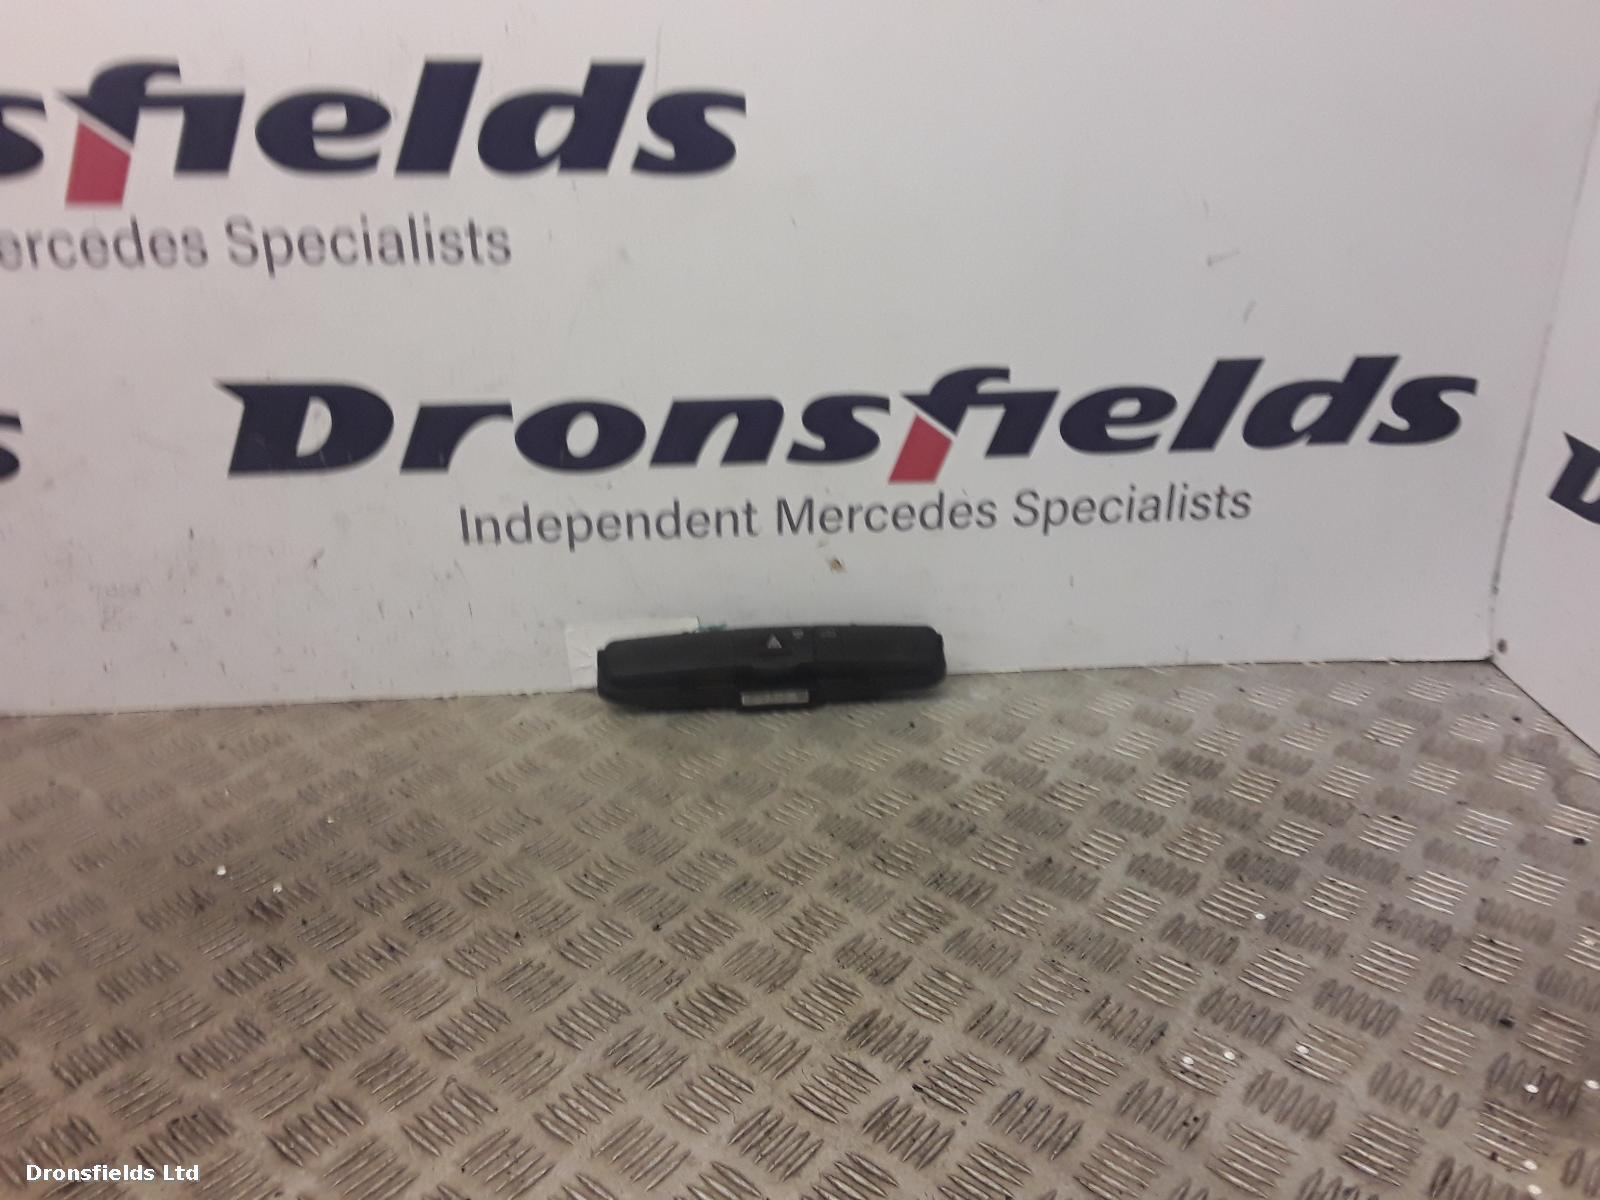 sfields
ercedes Specialists
s
Dronsfields
Independent Mercedes Specialists
D
Dronsfields Ltd